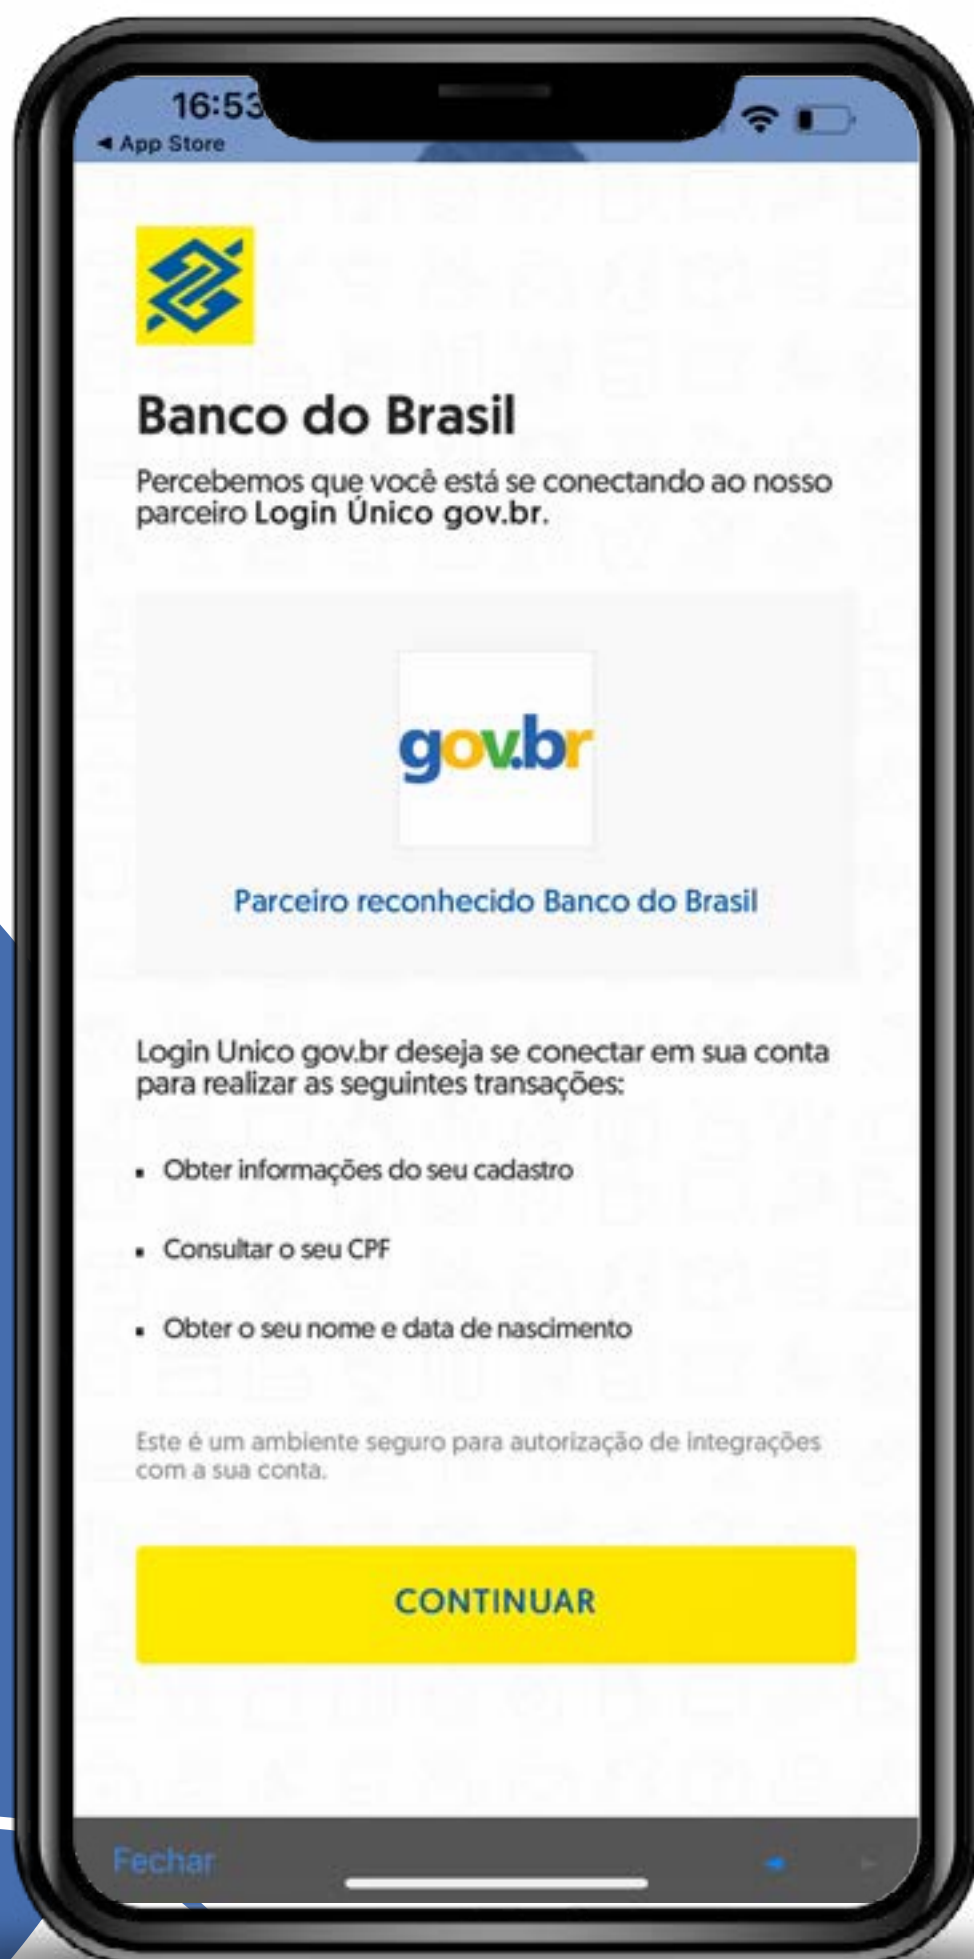 16:53
◀ App Store
Banco do Brasil
Percebemos que você está se conectando ao nosso
parceiro Login Único gov.br.
gov.br
Parceiro reconhecido Banco do Brasil
Login Unico gov.br deseja se conectar em sua conta
para realizar as seguintes transações:
▪ Obter informações do seu cadastro
▪ Consultar o seu CPF
▪ Obter o seu nome e data de nascimento
Este é um ambiente seguro para autorização de integrações
com a sua conta.
CONTINUAR
Fechar